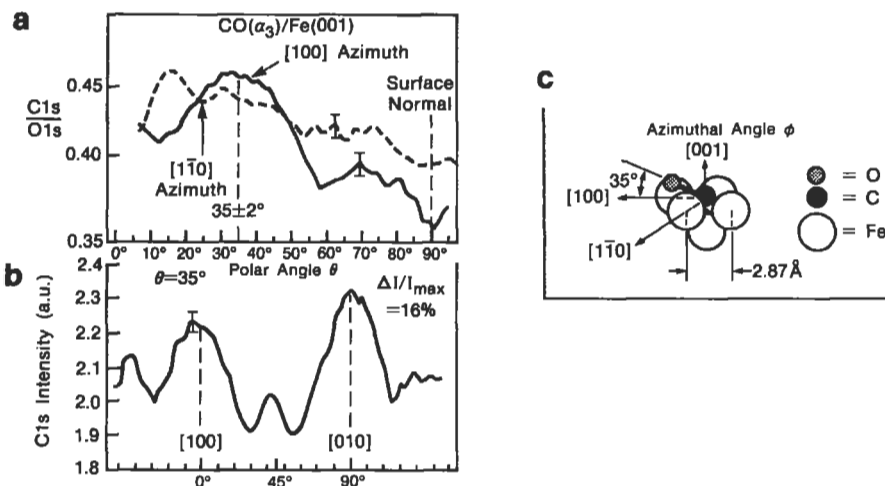 a
CO(α3)/Fe(001)
[100] Azimuth
Surface Normal
0.45
C1s
O1s
0.40
[11̄0] Azimuth
35±2°
0.35
0° 10° 20° 30° 40° 50° 60° 70° 80° 90°
Polar Angle θ
b
2.3
θ=35°
ΔI/Imax
=16%
C1s Intensity (a.u.)
2.4
2.3
2.2
2.1
2.0
1.9
1.8
[100]
[010]
0° 45° 90°
c
Azimuthal Angle ϕ
[001]
35°
[100]
[11̄0]
2.87Å
= O
= C
= Fe